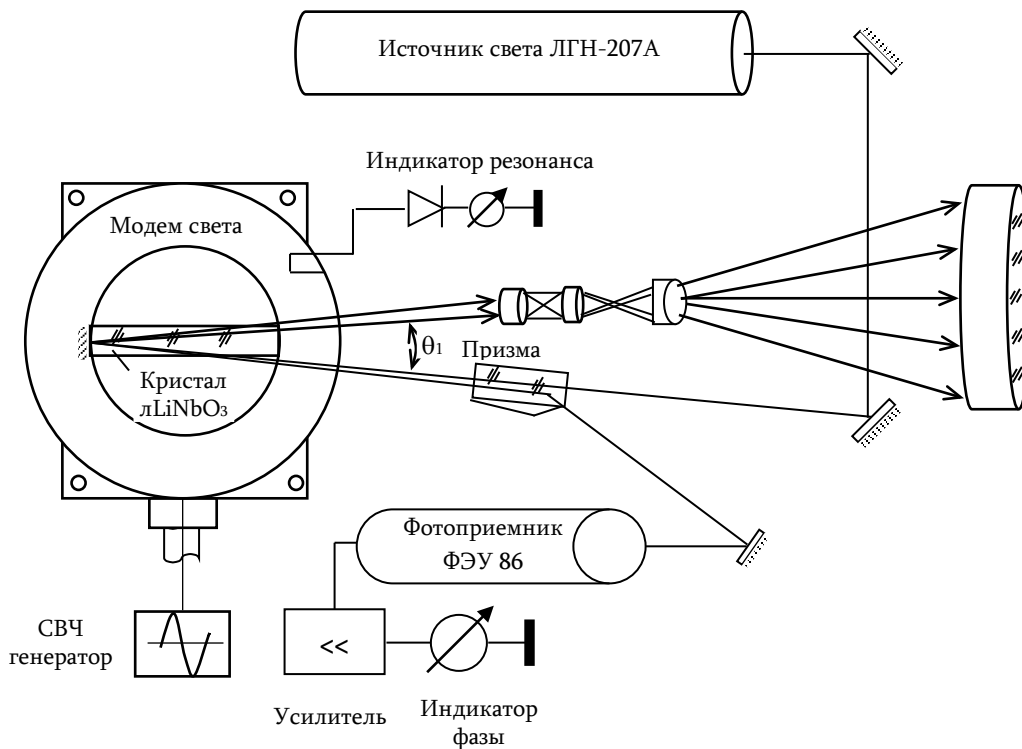 Источник света ЛГН-207А
Индикатор резонанса
Модем света
θ1
Призма
Кристал
лLiNbO3
Фотоприемник
ФЭУ 86
СВЧ
генератор
<<
Усилитель
Индикатор
фазы